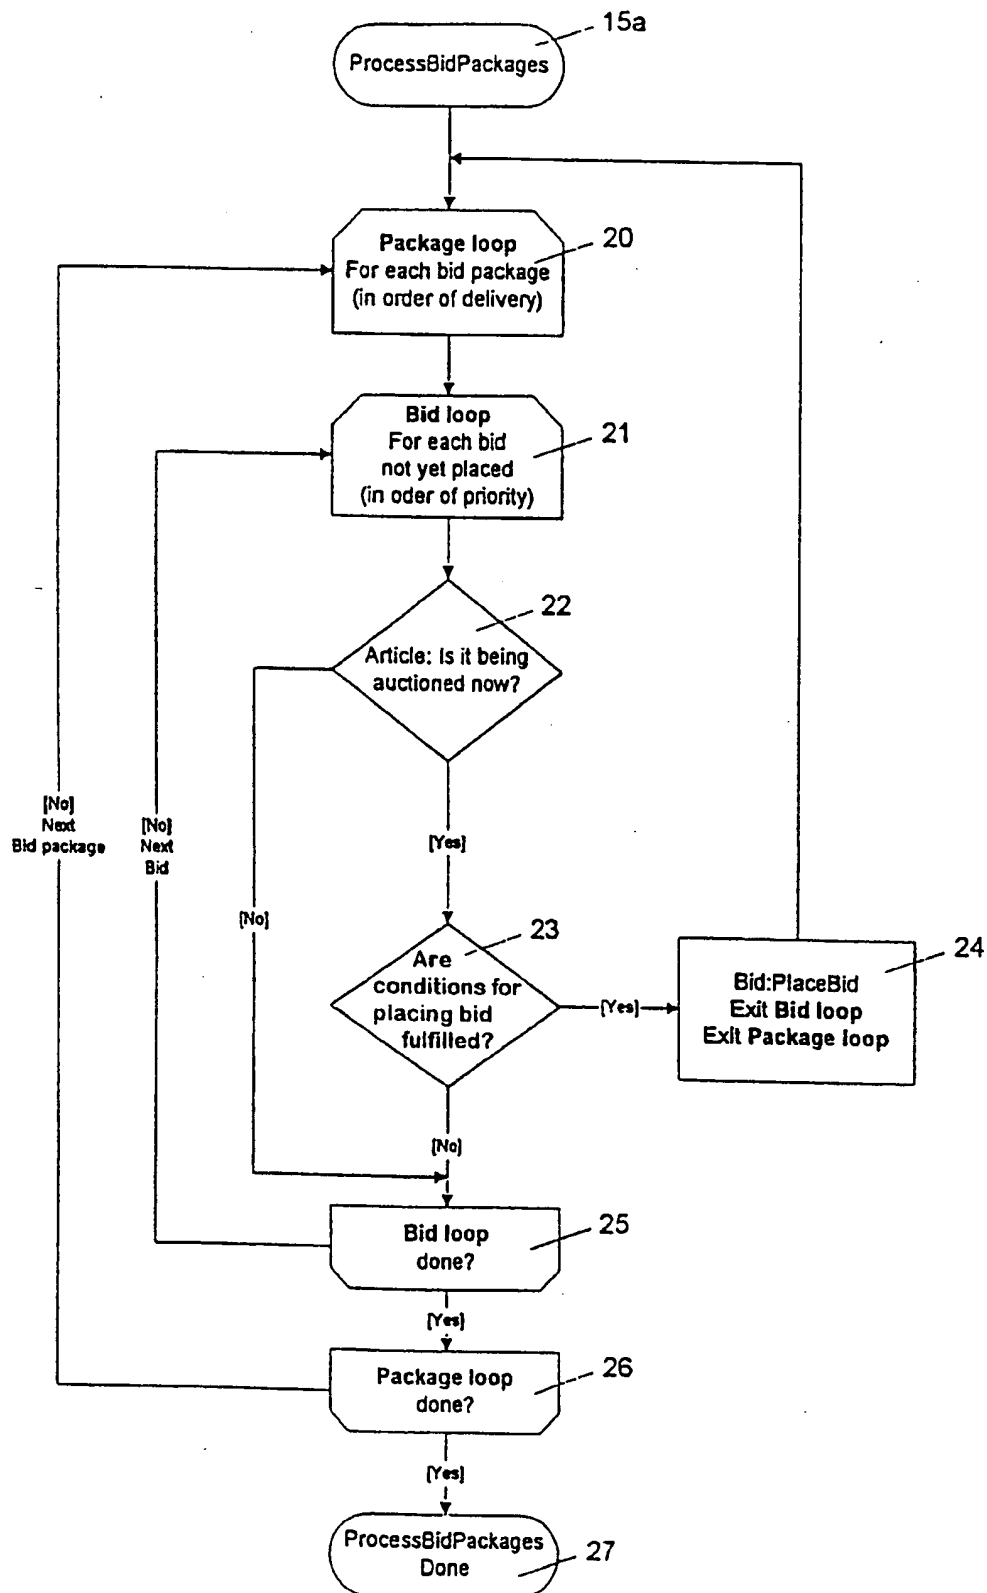 15a
ProcessBidPackages
20
Package loop
For each bid package
(in order of delivery)
21
Bid loop
For each bid
not yet placed
(in oder of priority)
22
Article: Is it being
auctioned now?
[No]
Next
Bid package
[No]
Next
Bid
[Yes]
[No]
23
Are
conditions for
placing bid
fulfilled?
[Yes]
24
Bid:PlaceBid
Exit Bid loop
Exit Package loop
[No]
25
Bid loop
done?
[Yes]
26
Package loop
done?
[Yes]
ProcessBidPackages
Done
27